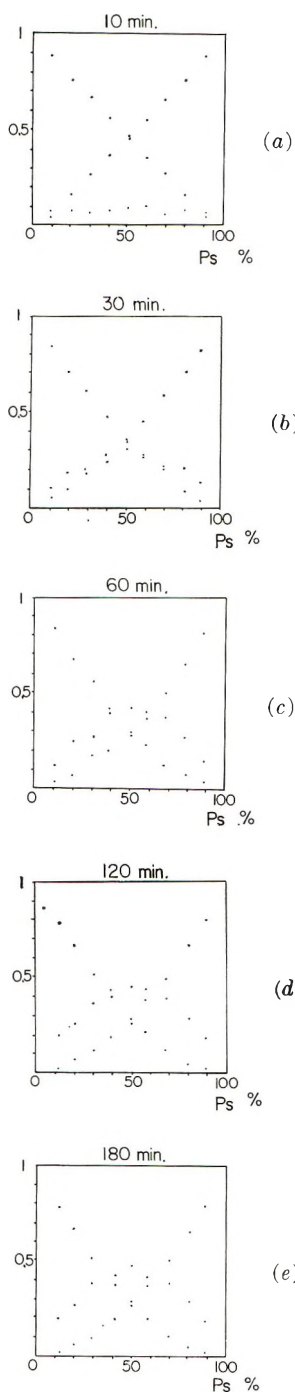 10 min.
1
0,5
(a)
0 50 100
Ps %
30 min.
1
0,5
(b)
0 50 100
Ps %
60 min.
1
0,5
(c)
0 50 100
Ps %
120 min.
1
0,5
(d
0 50 100
Ps %
180 min.
1
0,5
(e)
0 50 100
Ps %